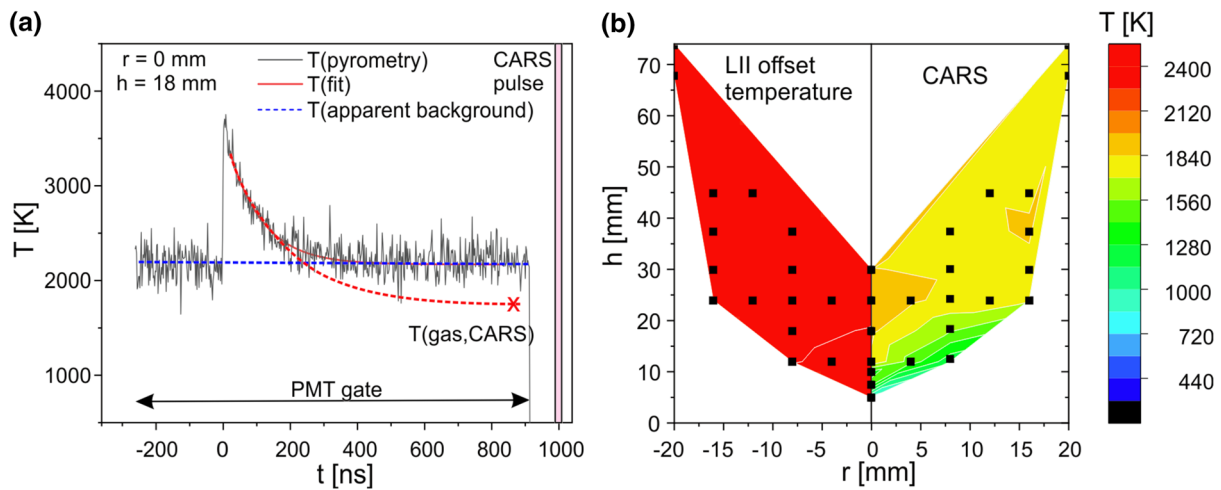 (a)
r = 0 mm
h = 18 mm
T(pyrometry)
T(fit)
T(apparent background)
CARS
pulse
4000
3000
2000
1000
T [K]
T(gas,CARS)
PMT gate
-200 0 200 400 600 800 1000
t [ns]
(b)
LII offset
temperature
CARS
70
60
50
40
30
20
10
0
h [mm]
-20 -15 -10 -5 0 5 10 15 20
r [mm]
T [K]
2400
2120
1840
1560
1280
1000
720
440